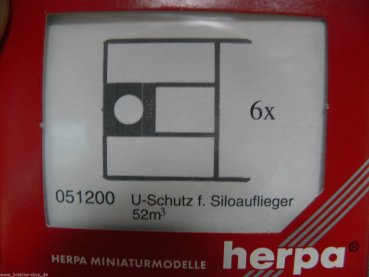 6x
051200 U-Schutz f. Siloauflieger
52m³
HERPA MINIATURMODELLE herpa®